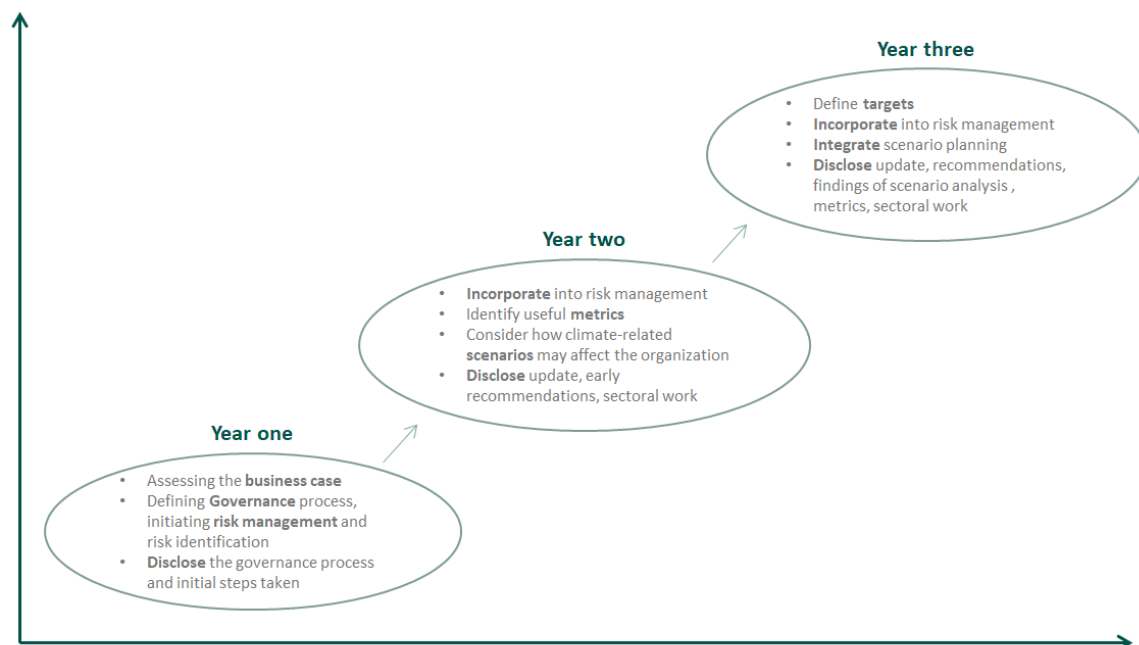 Year three
• Define targets
• Incorporate into risk management
• Integrate scenario planning
• Disclose update, recommendations,
findings of scenario analysis ,
metrics, sectoral work
Year two
• Incorporate into risk management
• Identify useful metrics
• Consider how climate-related
scenarios may affect the organization
• Disclose update, early
recommendations, sectoral work
Year one
• Assessing the business case
• Defining Governance process,
initiating risk management and
risk identification
• Disclose the governance process
and initial steps taken